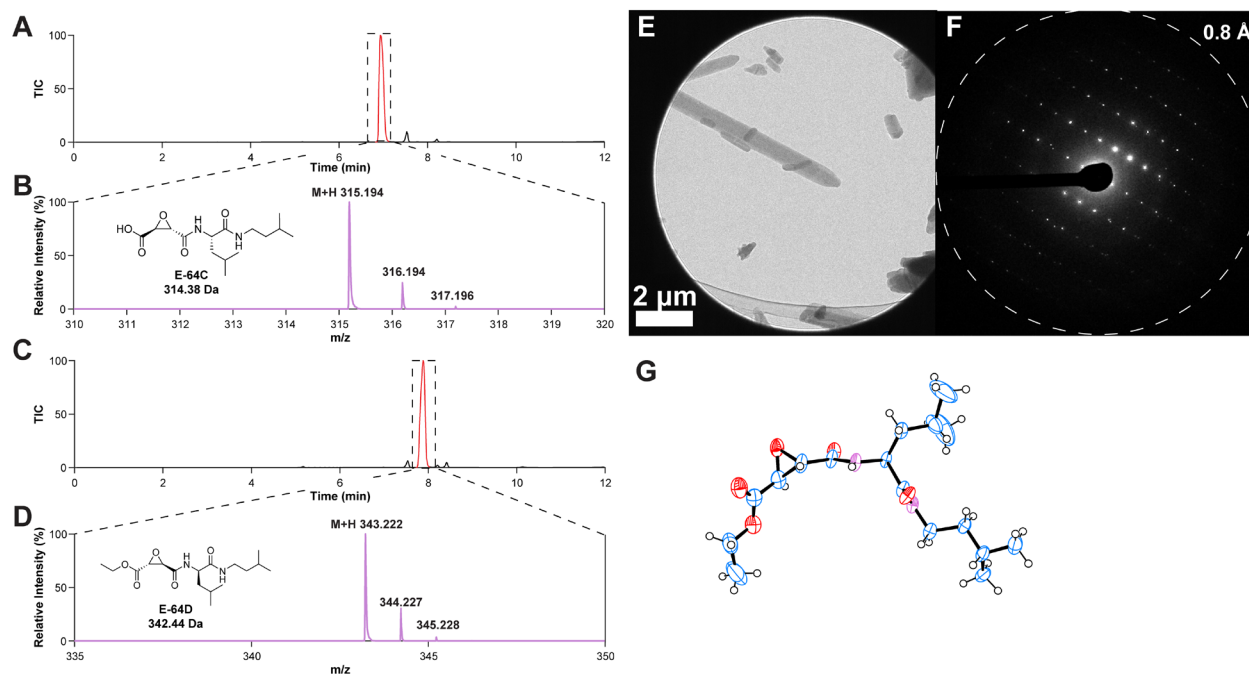 A
TIC
100
50
0
0
2
4
6
8
10
12
Time (min)
B
Relative Intensity (%)
100
50
0
M+H 315.194
316.194
317.196
HO
O
O
O
H
N
O
N
H
E-64C
314.38 Da
310
311
312
313
314
315
316
317
318
319
320
m/z
C
TIC
100
50
0
0
2
4
6
8
10
12
Time (min)
D
Relative Intensity (%)
100
50
0
M+H 343.222
344.227
345.228
O
O
O
O
H
N
O
N
H
E-64D
342.44 Da
335
340
345
350
m/z
E
2 µm
F
0.8 Å
G